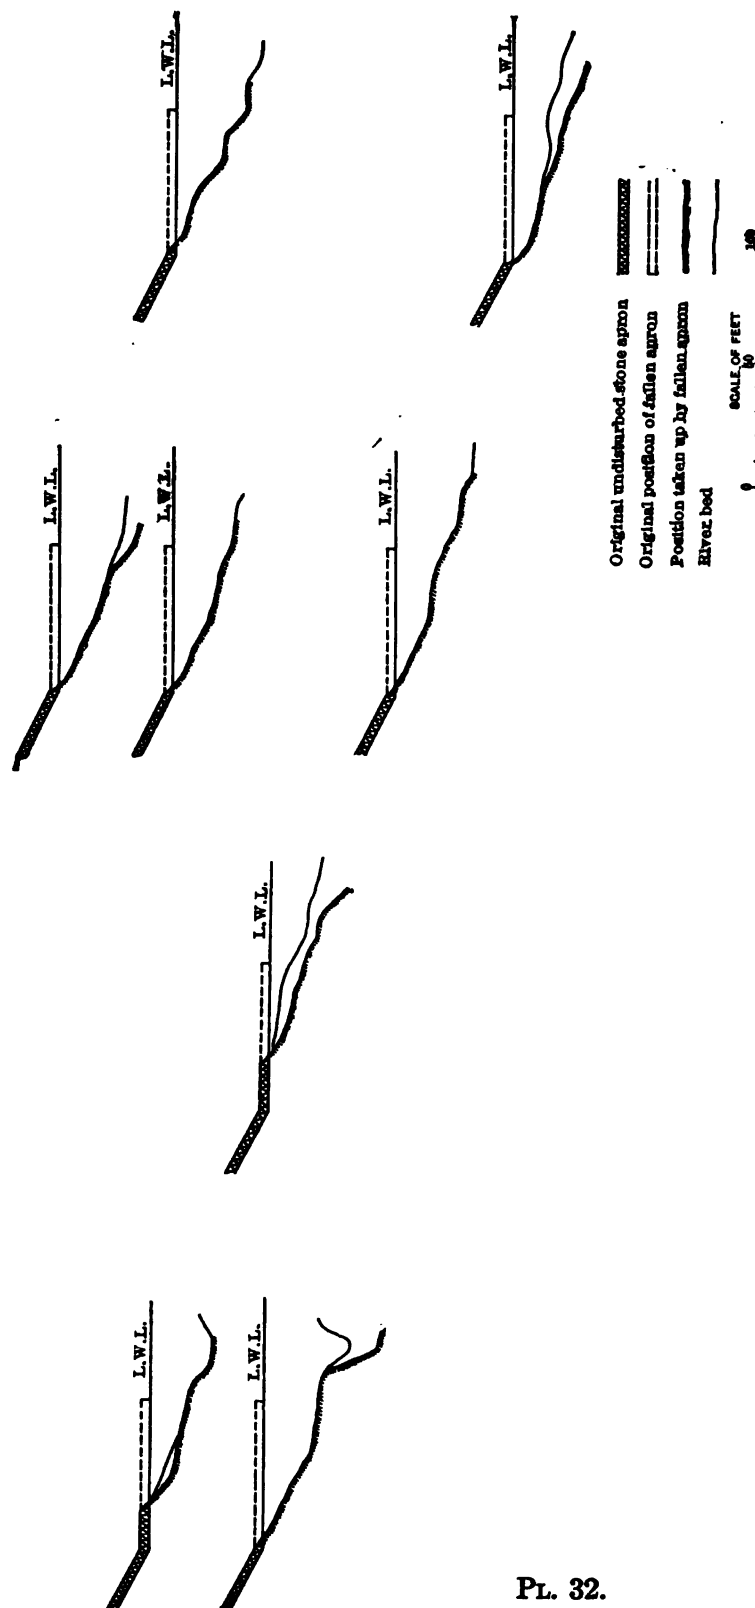 L.W.L.
L.W.L.
L.W.L.
L.W.L.
L.W.L.
L.W.L.
L.W.L.
L.W.L.
Original undisturbed stone apron
Original position of fallen apron
Position taken up by fallen apron
River bed
SCALE OF FEET
0 50 100
PL. 32.